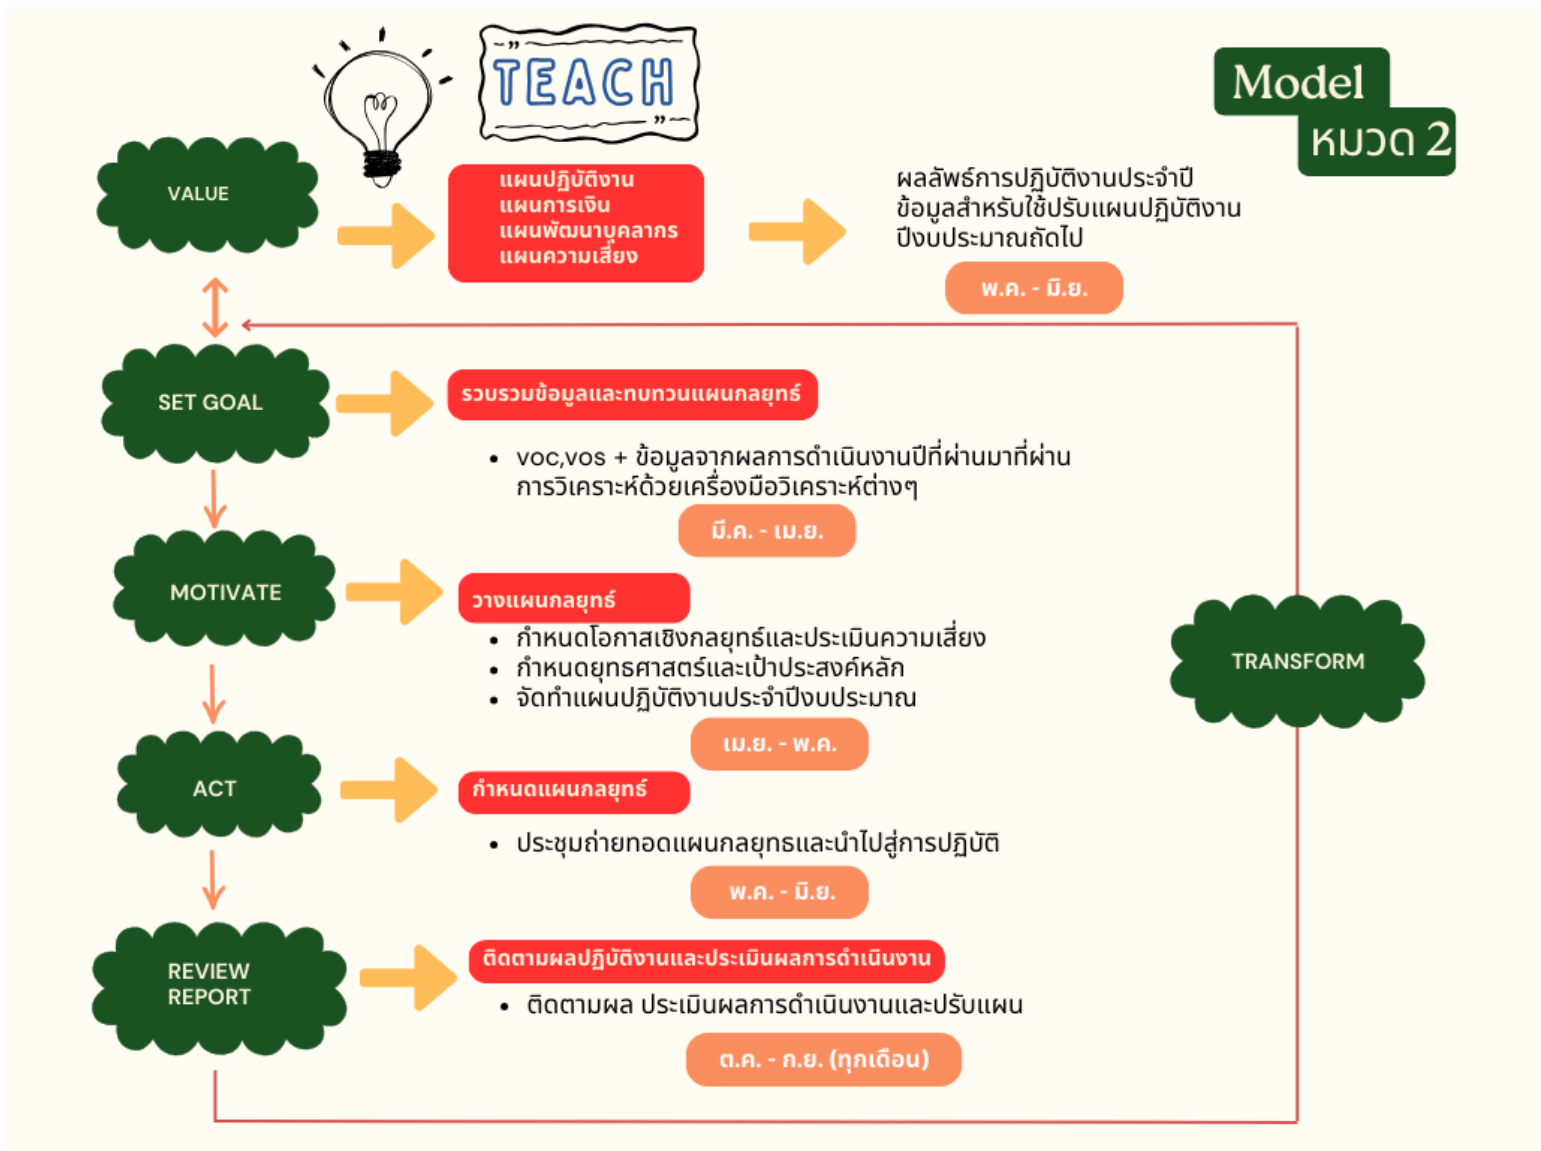 TEACH
Model
หมวด 2
VALUE
แผนปฏิบัติงาน
แผนการเงิน
แผนพัฒนาบุคลากร
แผนความเสี่ยง
ผลลัพธ์การปฏิบัติงานประจำปี
ข้อมูลสำหรับใช้ปรับแผนปฏิบัติงาน
ปีงบประมาณถัดไป
พ.ค. - มิ.ย.
SET GOAL
รวบรวมข้อมูลและทบทวนแผนกลยุทธ์
• voc,vos + ข้อมูลจากผลการดำเนินงานปีที่ผ่านมาที่ผ่าน
การวิเคราะห์ด้วยเครื่องมือวิเคราะห์ต่างๆ
มี.ค. - เม.ย.
MOTIVATE
วางแผนกลยุทธ์
• กำหนดโอกาสเชิงกลยุทธ์และประเมินความเสี่ยง
• กำหนดยุทธศาสตร์และเป้าประสงค์หลัก
• จัดทำแผนปฏิบัติงานประจำปีงบประมาณ
เม.ย. - พ.ค.
TRANSFORM
ACT
กำหนดแผนกลยุทธ์
• ประชุมถ่ายทอดแผนกลยุทธและนำไปสู่การปฏิบัติ
พ.ค. - มิ.ย.
REVIEW
REPORT
ติดตามผลปฏิบัติงานและประเมินผลการดำเนินงาน
• ติดตามผล ประเมินผลการดำเนินงานและปรับแผน
ต.ค. - ก.ย. (ทุกเดือน)